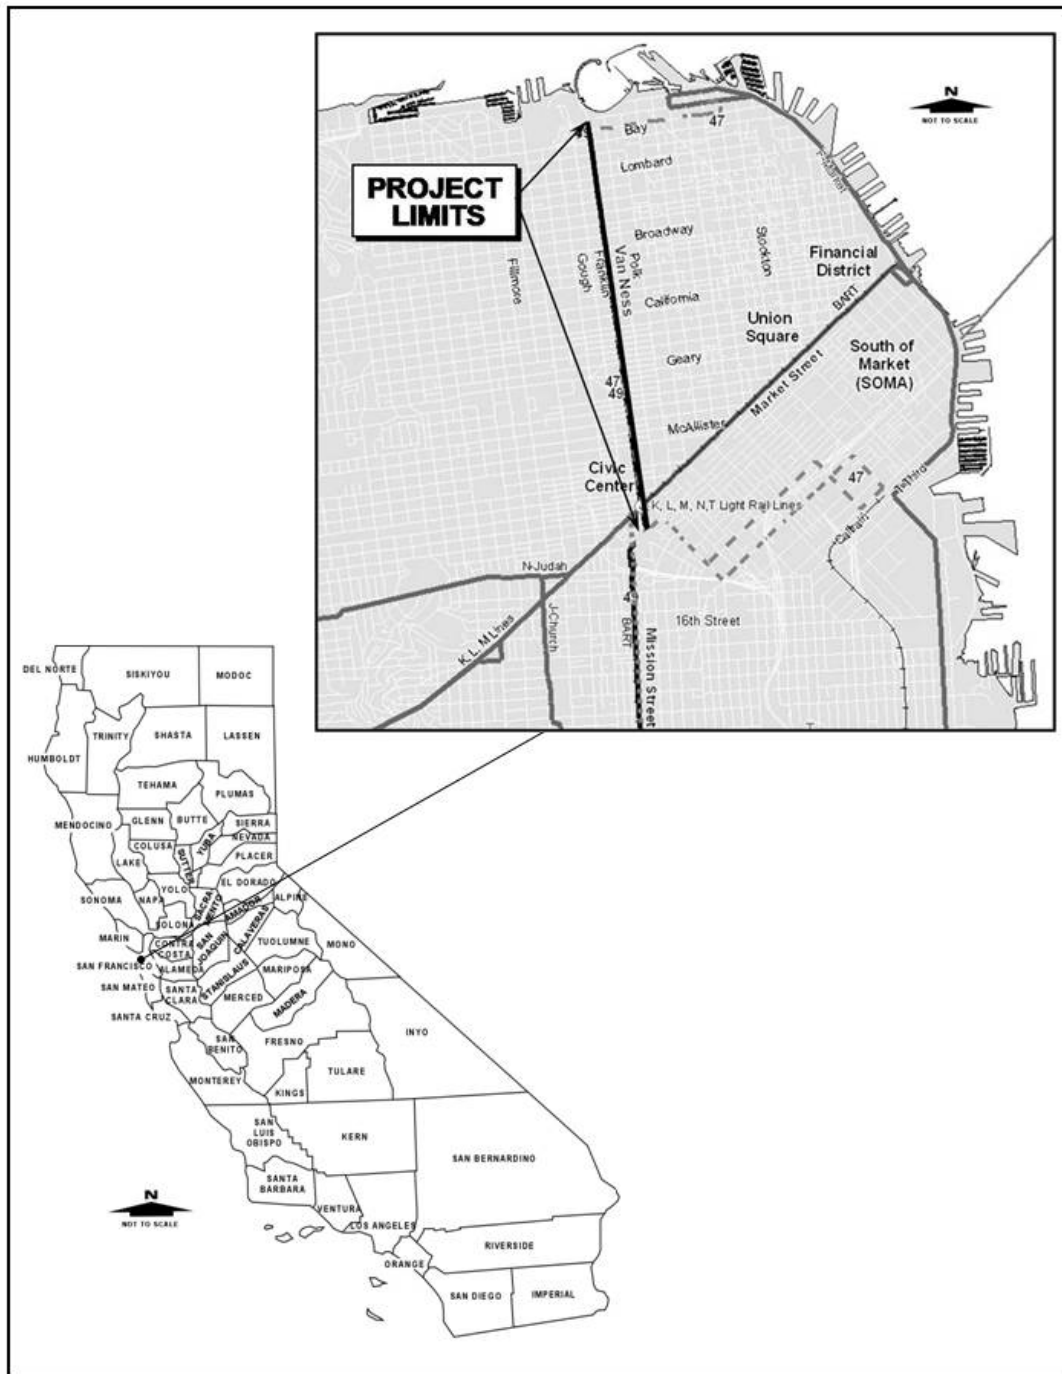 N
NOT TO SCALE
47
Bay
Lombard
PROJECT
LIMITS
Broadway
Stockton
Polk
Van Ness
Franklin
Gough
Fillmore
Financial
District
California
BART
Union
Square
South of
Market
(SOMA)
Geary
Market Street
47
49
McAllister
Civic
Center
47
T-Third
K, L, M, N,T Light Rail Lines
Caltrain
N-Judah
J-Church
K, L, M Lines
BART
Mission Street
16th Street
DEL NORTE
SISKIYOU
MODOC
HUMBOLDT
TRINITY
SHASTA
LASSEN
TEHAMA
PLUMAS
MENDOCINO
GLENN
BUTTE
SIERRA
NEVADA
COLUSA
SUTTER
YUBA
PLACER
LAKE
EL DORADO
SONOMA
NAPA
YOLO
SACRA-
MENTO
AMADOR
ALPINE
SOLONA
MARIN
CONTRA
COSTA
SAN
JOAQUIN
CALAVERAS
TUOLUMNE
MONO
SAN FRANCISCO
ALAMEDA
STANISLAUS
MARIPOSA
SAN MATEO
SANTA
CLARA
MERCED
MADERA
SANTA CRUZ
SAN
BENITO
FRESNO
INYO
MONTEREY
KINGS
TULARE
SAN
LUIS
OBISPO
KERN
SAN BERNARDINO
SANTA
BARBARA
VENTURA
LOS ANGELES
N
NOT TO SCALE
ORANGE
RIVERSIDE
SAN DIEGO
IMPERIAL